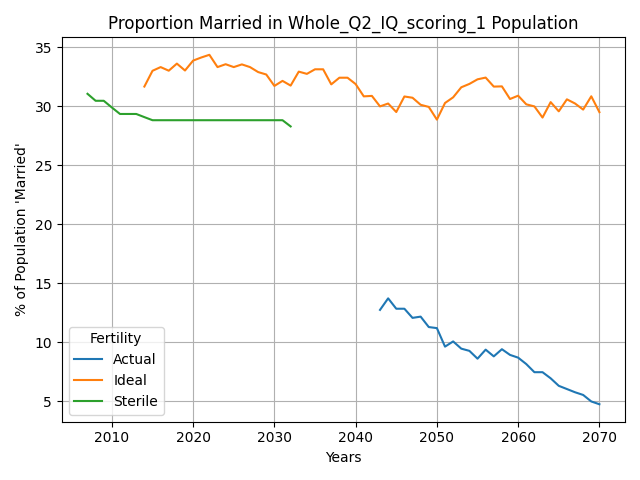 Proportion Married in Whole_Q2_IQ_scoring_1 Population
% of Population 'Married'
35
30
25
20
15
10
5
Fertility
Actual
Ideal
Sterile
2010 2020 2030 2040 2050 2060 2070
Years